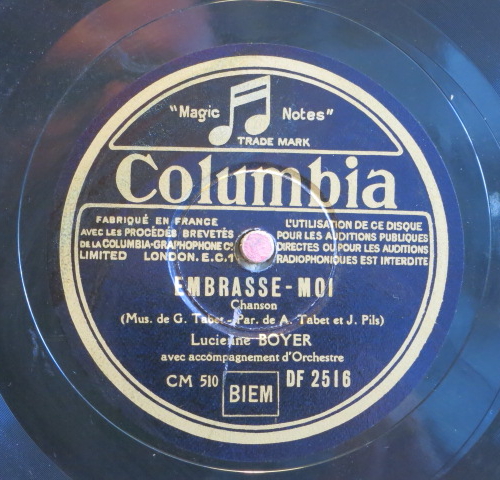 "Magic Notes"
TRADE MARK
Columbia
FABRIQUÉ EN FRANCE
AVEC LES PROCÉDÉS BREVETÉS
DE LA COLUMBIA-GRAPHOPHONE Cº
LIMITED LONDON. E.C.1
L'UTILISATION DE CE DISQUE
POUR LES AUDITIONS PUBLIQUES
DIRECTES OU POUR LES AUDITIONS
RADIOPHONIQUES EST INTERDITE
EMBRASSE-MOI
Chanson
(Mus. de G. Tabet - Par. de A. Tabet et J. Pils)
Lucienne BOYER
avec accompagnement d'Orchestre
CM 510 BIEM DF 2516